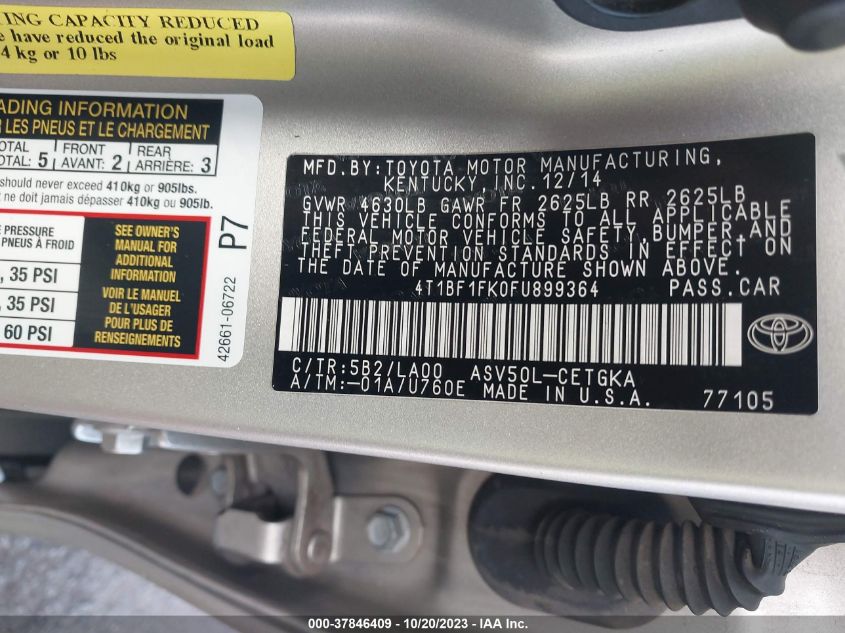 TING CAPACITY REDUCED
e have reduced the original load
4 kg or 10 lbs
ADING INFORMATION
R LES PNEUS ET LE CHARGEMENT
TOTAL: 5 FRONT AVANT: 2 REAR ARRIÈRE: 3
should never exceed 410kg or 905lbs.
t ne doit jamais dépasser 410kg ou 905lb.
E PRESSURE
PNEUS À FROID
, 35 PSI
, 35 PSI
60 PSI
SEE OWNER'S
MANUAL FOR
ADDITIONAL
INFORMATION
VOIR LE MANUEL
DE L'USAGER
POUR PLUS DE
RENSEIGNEMENTS
P7
42661-06722
MFD.BY:TOYOTA MOTOR MANUFACTURING,
KENTUCKY,INC.12/14
GVWR 4630LB GAWR FR 2625LB RR 2625LB
THIS VEHICLE CONFORMS TO ALL APPLICABLE
FEDERAL MOTOR VEHICLE SAFETY,BUMPER,AND
THEFT PREVENTION STANDARDS IN EFFECT ON
THE DATE OF MANUFACTURE SHOWN ABOVE.
4T1BF1FK0FU899364 PASS.CAR
C/TR:5B2/LA00 ASV50L-CETGKA
A/TM:-01A/U760E MADE IN U.S.A. 77105
TOYOTA
000-37846409 - 10/20/2023 - IAA Inc.